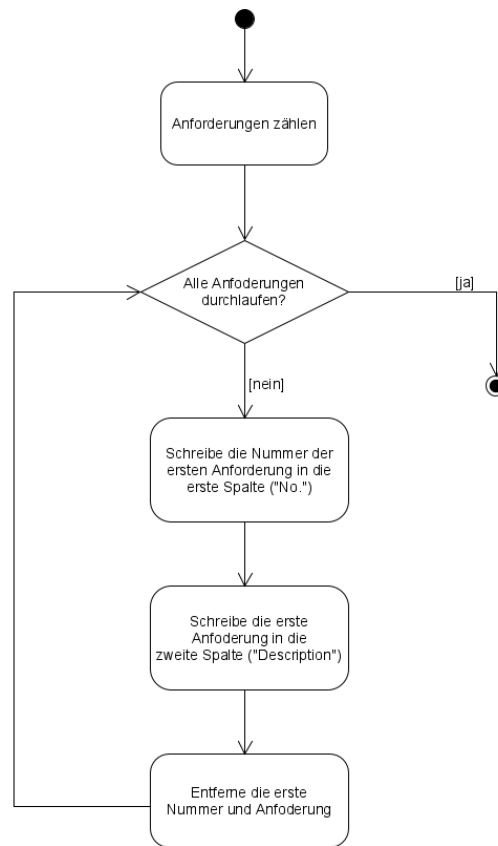 Anforderungen zählen
Alle Anfoderungen
durchlaufen?
[ja]
[nein]
Schreibe die Nummer der
ersten Anforderung in die
erste Spalte ("No.")
Schreibe die erste
Anfoderung in die
zweite Spalte ("Description")
Entferne die erste
Nummer und Anfoderung